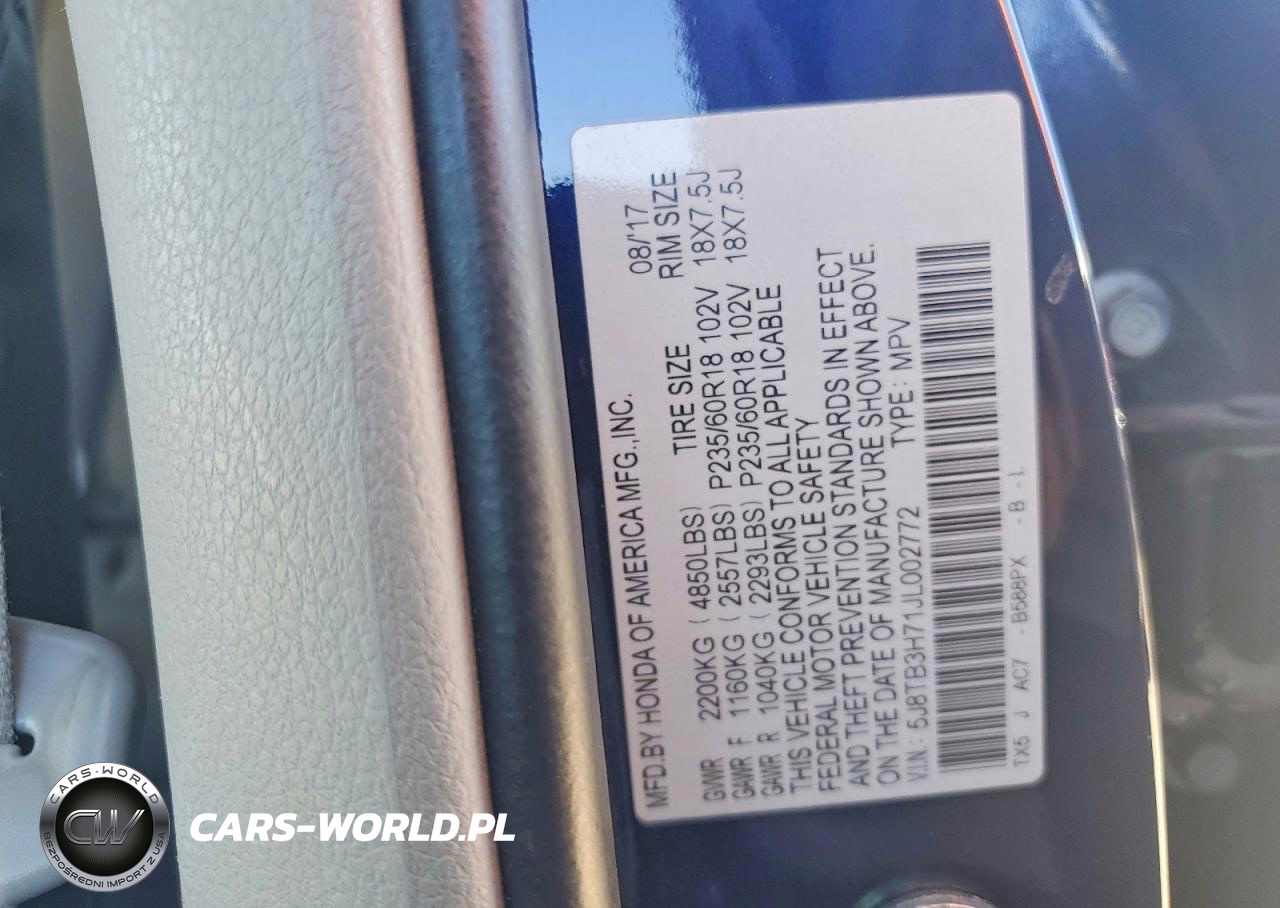 MFD.BY HONDA OF AMERICA MFG.,INC. 08/'17
TIRE SIZE RIM SIZE
GVWR 2200KG ( 4850LBS)
GAWR F 1160KG ( 2557LBS) P235/60R18 102V 18X7.5J
GAWR R 1040KG ( 2293LBS) P235/60R18 102V 18X7.5J
THIS VEHICLE CONFORMS TO ALL APPLICABLE
FEDERAL MOTOR VEHICLE SAFETY
AND THEFT PREVENTION STANDARDS IN EFFECT
ON THE DATE OF MANUFACTURE SHOWN ABOVE.
V.I.N.: 5J8TB3H71JL002772 TYPE: MPV
TX5 J AC7 -B588PX -B-L
CARS-WORLD
CW
BEZPOŚREDNI IMPORT Z USA
CARS-WORLD.PL